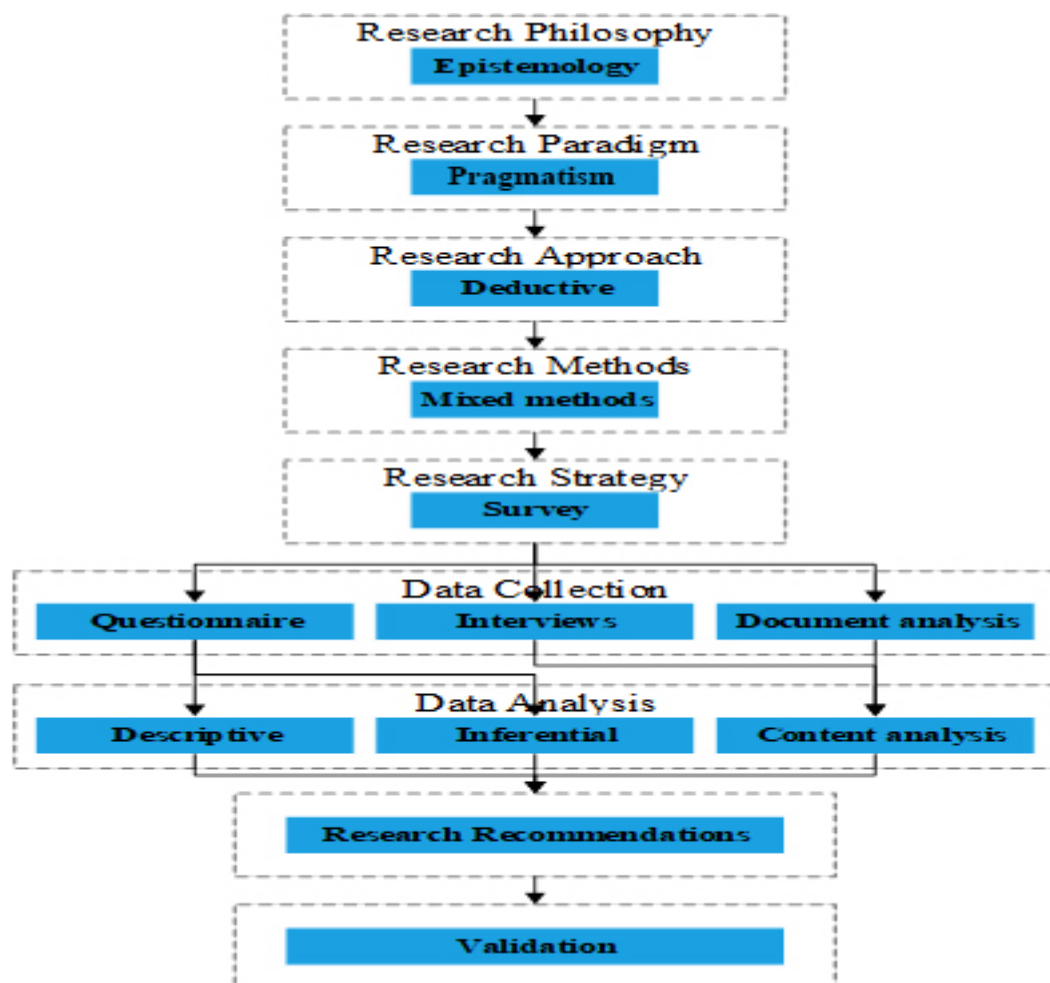 Research Philosophy
Epistemology
Research Paradigm
Pragmatism
Research Approach
Deductive
Research Methods
Mixed methods
Research Strategy
Survey
Data Collection
Questionnaire Interviews Document analysis
Data Analysis
Descriptive Inferential Content analysis
Research Recommendations
Validation